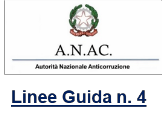 A.N.AC.
Autorità Nazionale Anticorruzione
Linee Guida n. 4